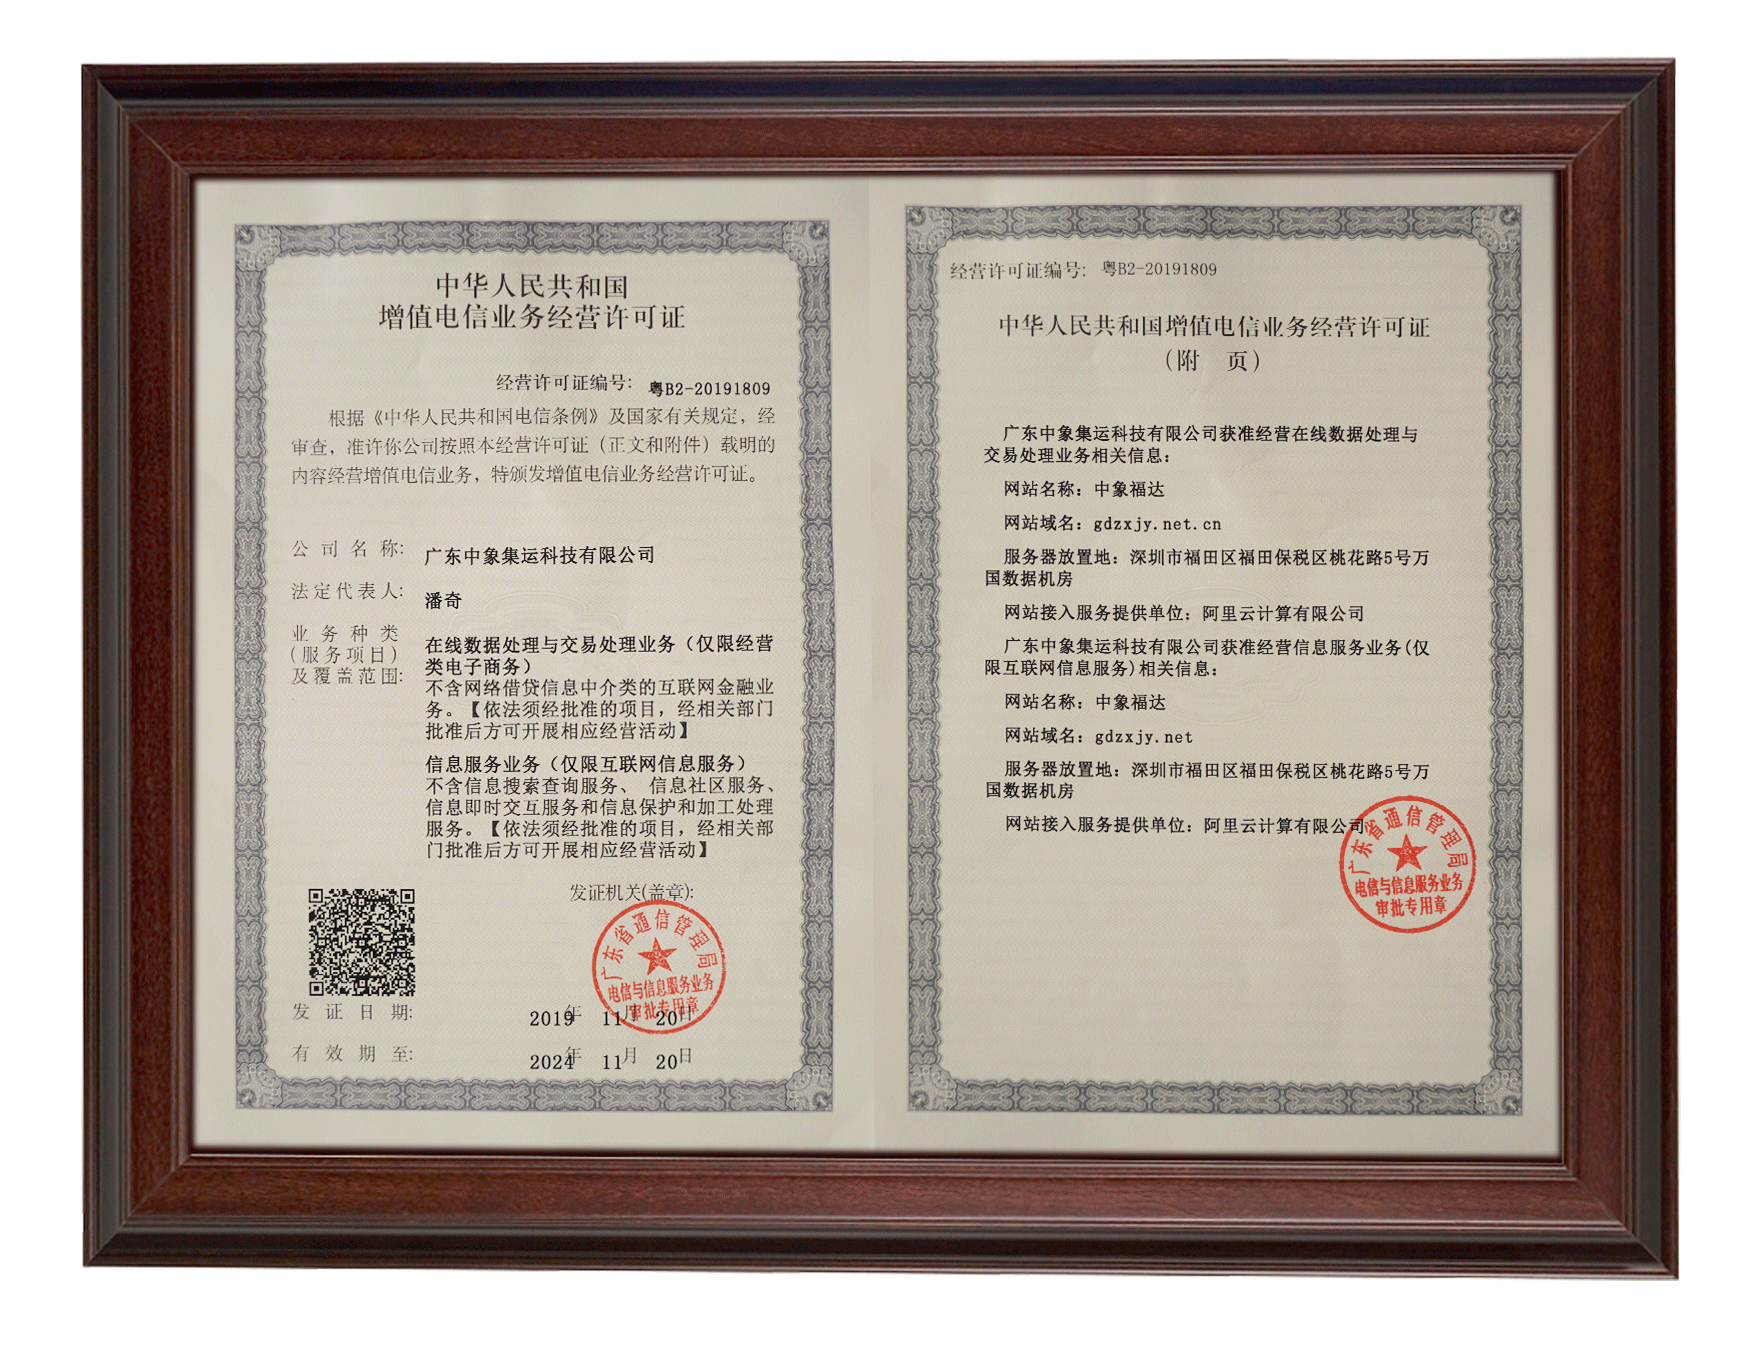 中华人民共和国
增值电信业务经营许可证
经营许可证编号: 粤B2-20191809
根据《中华人民共和国电信条例》及国家有关规定，经
审查，准许你公司按照本经营许可证（正文和附件）载明的
内容经营增值电信业务，特颁发增值电信业务经营许可证。
公司名称: 广东中象集运科技有限公司
法定代表人: 潘奇
业务种类
(服务项目)
及覆盖范围:
在线数据处理与交易处理业务（仅限经营
类电子商务）
不含网络借贷信息中介类的互联网金融业
务。【依法须经批准的项目，经相关部门
批准后方可开展相应经营活动】
信息服务业务（仅限互联网信息服务）
不含信息搜索查询服务、 信息社区服务、
信息即时交互服务和信息保护和加工处理
服务。【依法须经批准的项目，经相关部
门批准后方可开展相应经营活动】
发证机关(盖章):
广东省通信管理局
电信与信息服务业务
审批专用章
发证日期: 2019年 11月 20日
有效期至: 2024年 11月 20日
经营许可证编号: 粤B2-20191809
中华人民共和国增值电信业务经营许可证
（附 页）
广东中象集运科技有限公司获准经营在线数据处理与
交易处理业务相关信息:
网站名称: 中象福达
网站域名: gdzxjy.net.cn
服务器放置地: 深圳市福田区福田保税区桃花路5号万
国数据机房
网站接入服务提供单位: 阿里云计算有限公司
广东中象集运科技有限公司获准经营信息服务业务(仅
限互联网信息服务)相关信息:
网站名称: 中象福达
网站域名: gdzxjy.net
服务器放置地: 深圳市福田区福田保税区桃花路5号万
国数据机房
网站接入服务提供单位: 阿里云计算有限公司
广东省通信管理局
电信与信息服务业务
审批专用章